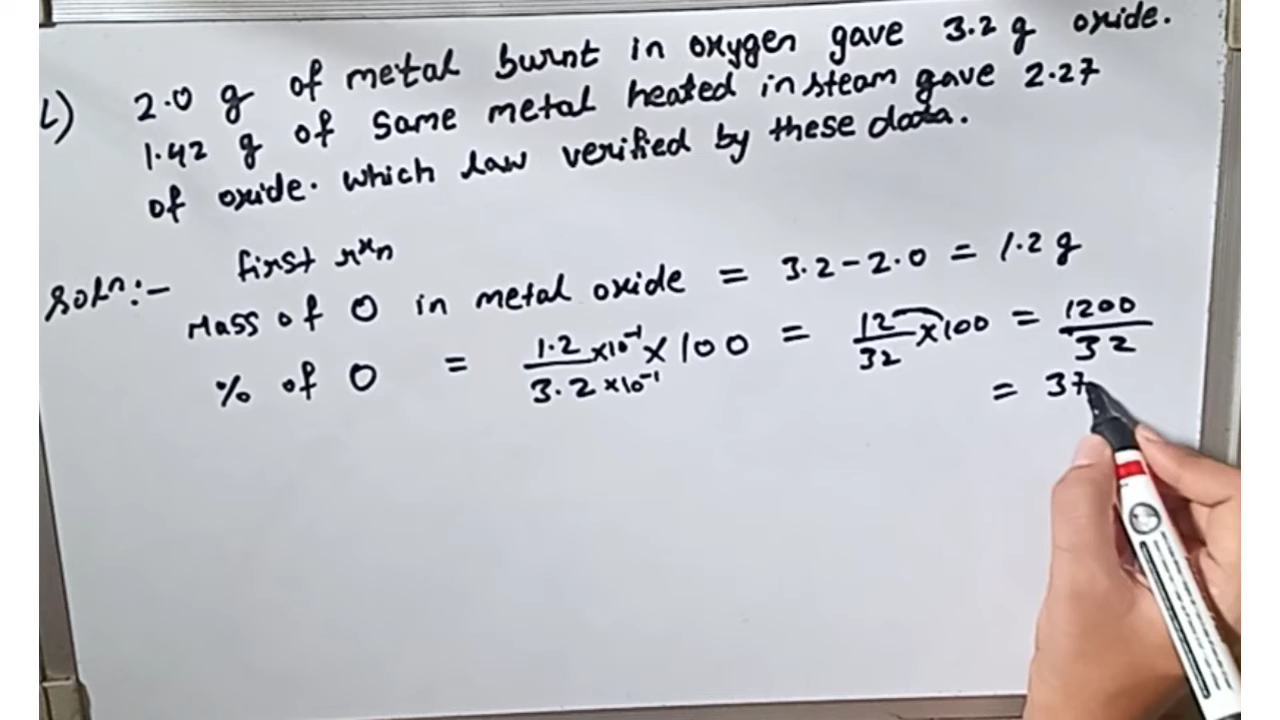 L) 2.0 g of metal burnt in oxygen gave 3.2 g oxide.
1.42 g of same metal heated in steam gave 2.27
of oxide. which law verified by these data.
Soln:- first rxn
Mass of O in metal oxide = 3.2 - 2.0 = 1.2 g
% of O = 1.2 ×10⁻¹ / 3.2 ×10⁻¹ × 100 = 12/32 × 100 = 1200/32
= 37